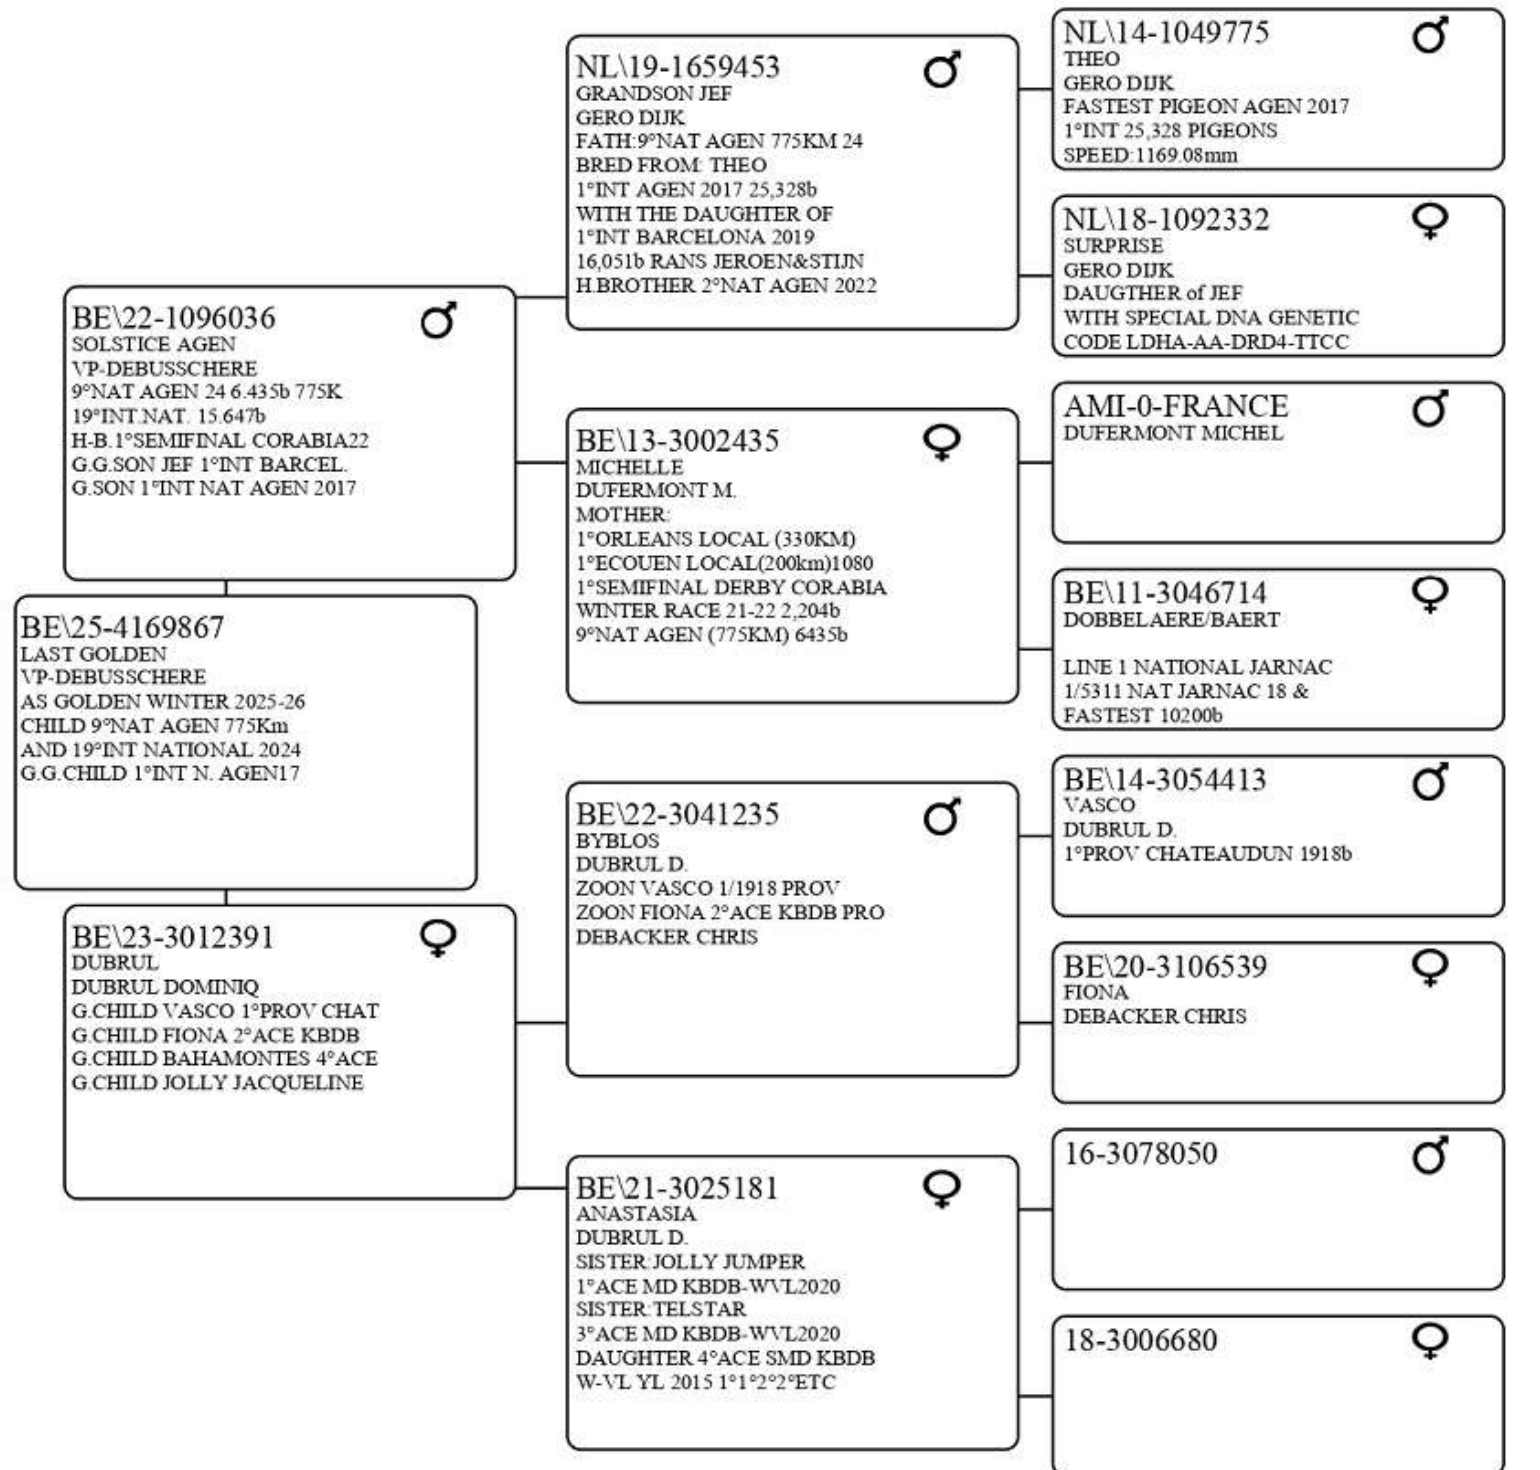 BE\25-4169867
LAST GOLDEN
VP-DEBUSSCHERE
AS GOLDEN WINTER 2025-26
CHILD 9°NAT AGEN 775Km
AND 19°INT NATIONAL 2024
G.G.CHILD 1°INT N. AGEN17
BE\22-1096036
SOLSTICE AGEN
VP-DEBUSSCHERE
9°NAT AGEN 24 6.435b 775K
19°INT.NAT. 15.647b
H-B.1°SEMIFINAL CORABIA22
G.G.SON JEF 1°INT BARCEL.
G.SON 1°INT NAT AGEN 2017
BE\23-3012391
DUBRUL
DUBRUL DOMINIQ
G.CHILD VASCO 1°PROV CHAT
G.CHILD FIONA 2°ACE KBDB
G.CHILD BAHAMONTES 4°ACE
G.CHILD JOLLY JACQUELINE
NL\19-1659453
GRANDSON JEF
GERO DIJK
FATH:9°NAT AGEN 775KM 24
BRED FROM: THEO
1°INT AGEN 2017 25,328b
WITH THE DAUGHTER OF
1°INT BARCELONA 2019
16,051b RANS JEROEN&STIJN
H.BROTHER 2°NAT AGEN 2022
BE\13-3002435
MICHELLE
DUFERMONT M.
MOTHER:
1°ORLEANS LOCAL (330KM)
1°ECOUEN LOCAL(200km)1080
1°SEMIFINAL DERBY CORABIA
WINTER RACE 21-22 2,204b
9°NAT AGEN (775KM) 6435b
BE\22-3041235
BYBLOS
DUBRUL D.
ZOON VASCO 1/1918 PROV
ZOON FIONA 2°ACE KBDB PRO
DEBACKER CHRIS
BE\21-3025181
ANASTASIA
DUBRUL D.
SISTER:JOLLY JUMPER
1°ACE MD KBDB-WVL2020
SISTER:TELSTAR
3°ACE MD KBDB-WVL2020
DAUGHTER 4°ACE SMD KBDB
W-VL YL 2015 1°1°2°2°ETC
NL\14-1049775
THEO
GERO DIJK
FASTEST PIGEON AGEN 2017
1°INT 25,328 PIGEONS
SPEED:1169.08mm
NL\18-1092332
SURPRISE
GERO DIJK
DAUGTHER of JEF
WITH SPECIAL DNA GENETIC
CODE LDHA-AA-DRD4-TTCC
AMI-0-FRANCE
DUFERMONT MICHEL
BE\11-3046714
DOBBELAERE/BAERT
LINE 1 NATIONAL JARNAC
1/5311 NAT JARNAC 18 &
FASTEST 10200b
BE\14-3054413
VASCO
DUBRUL D.
1°PROV CHATEAUDUN 1918b
BE\20-3106539
FIONA
DEBACKER CHRIS
16-3078050
18-3006680